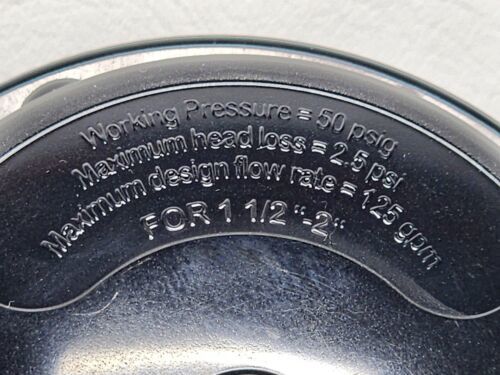 Working Pressure = 50 psig
Maximum head loss = 2.5 psi
Maximum design flow rate = 125 gpm
FOR 1 1/2 "-2"